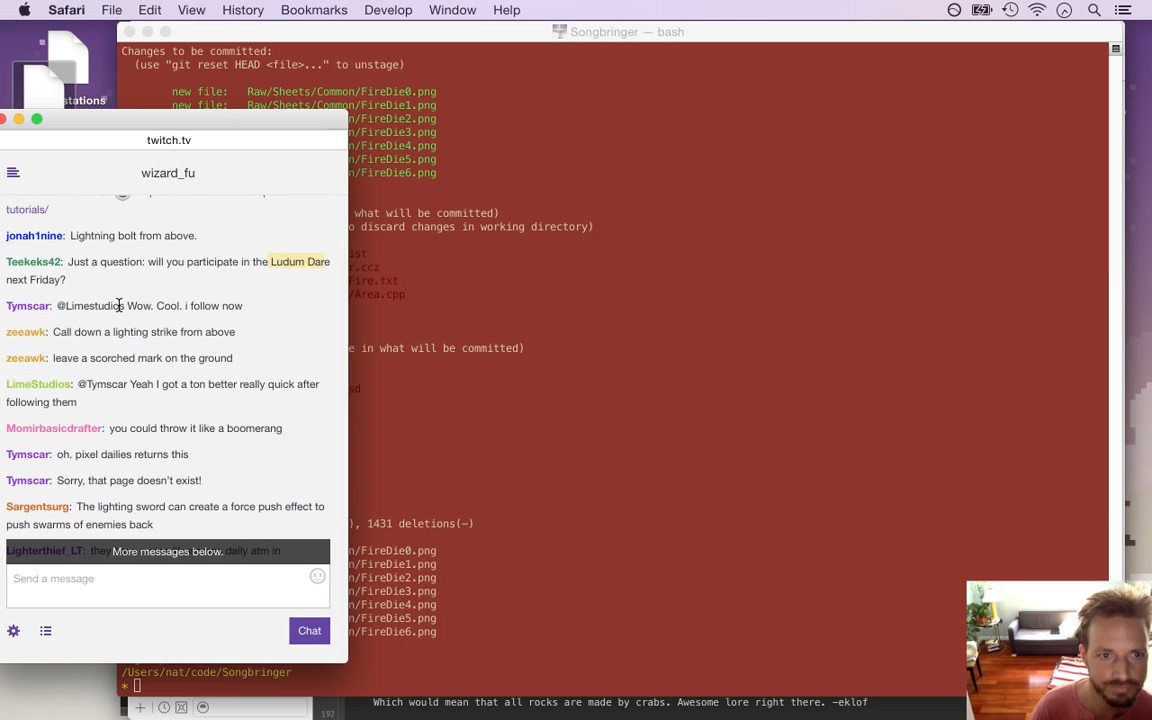 Safari File Edit View History Bookmarks Develop Window Help
Songbringer — bash
Changes to be committed:
(use "git reset HEAD <file>..." to unstage)
new file: Raw/Sheets/Common/FireDie0.png
new file: Raw/Sheets/Common/FireDie1.png
n/FireDie2.png
n/FireDie3.png
n/FireDie4.png
n/FireDie5.png
n/FireDie6.png
what will be committed)
o discard changes in working directory)
ist
r.ccz
Fire.txt
/Area.cpp
e in what will be committed)
sd
), 1431 deletions(-)
n/FireDie0.png
n/FireDie1.png
n/FireDie2.png
n/FireDie3.png
n/FireDie4.png
n/FireDie5.png
n/FireDie6.png
/Users/nat/code/Songbringer
*
stations
twitch.tv
wizard_fu
tutorials/
jonah1nine: Lightning bolt from above.
Teekeks42: Just a question: will you participate in the Ludum Dare
next Friday?
Tymscar: @Limestudios Wow. Cool. i follow now
zeeawk: Call down a lighting strike from above
zeeawk: leave a scorched mark on the ground
LimeStudios: @Tymscar Yeah I got a ton better really quick after
following them
Momirbasicdrafter: you could throw it like a boomerang
Tymscar: oh. pixel dailies returns this
Tymscar: Sorry, that page doesn't exist!
Sargentsurg: The lighting sword can create a force push effect to
push swarms of enemies back
Lighterthief_LT: they daily atm in
More messages below.
Send a message
Chat
192
Which would mean that all rocks are made by crabs. Awesome lore right there. -eklof